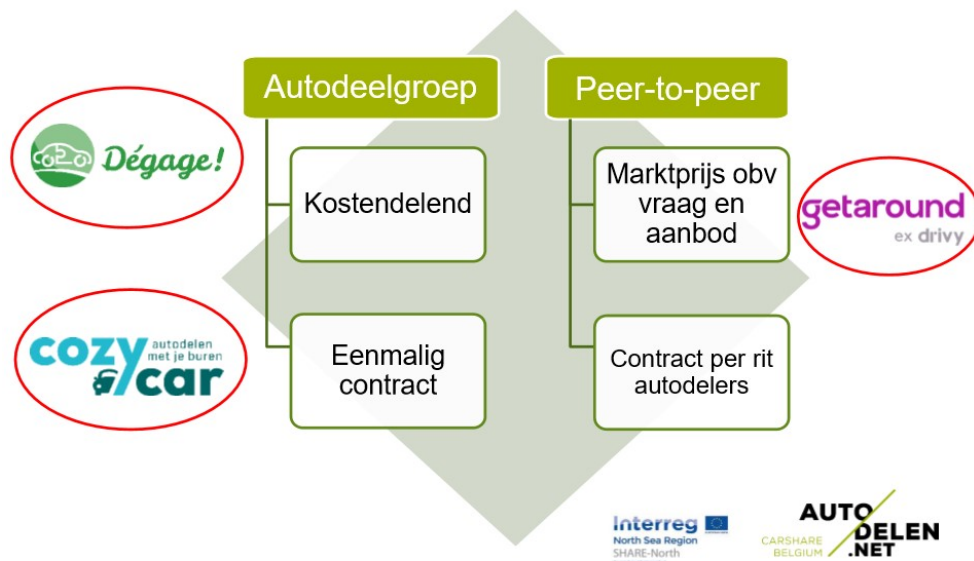 Autodeelgroep
Peer-to-peer
Dégage!
Kostendelend
Marktprijs obv
vraag en
aanbod
getaround
ex drivy
cozy
car
autodelen
met je buren
Eenmalig
contract
Contract per rit
autodelers
Interreg
North Sea Region
SHARE-North
AUTO
DELEN
.NET
CARSHARE
BELGIUM